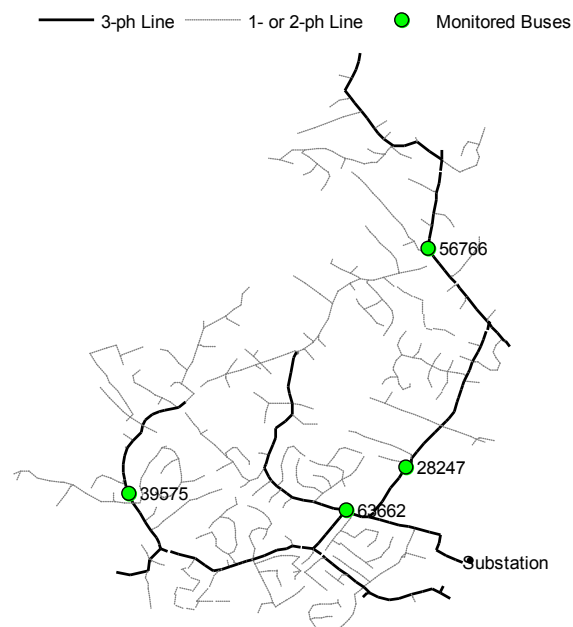 3-ph Line 1- or 2-ph Line Monitored Buses
56766
28247
39575
63662
Substation